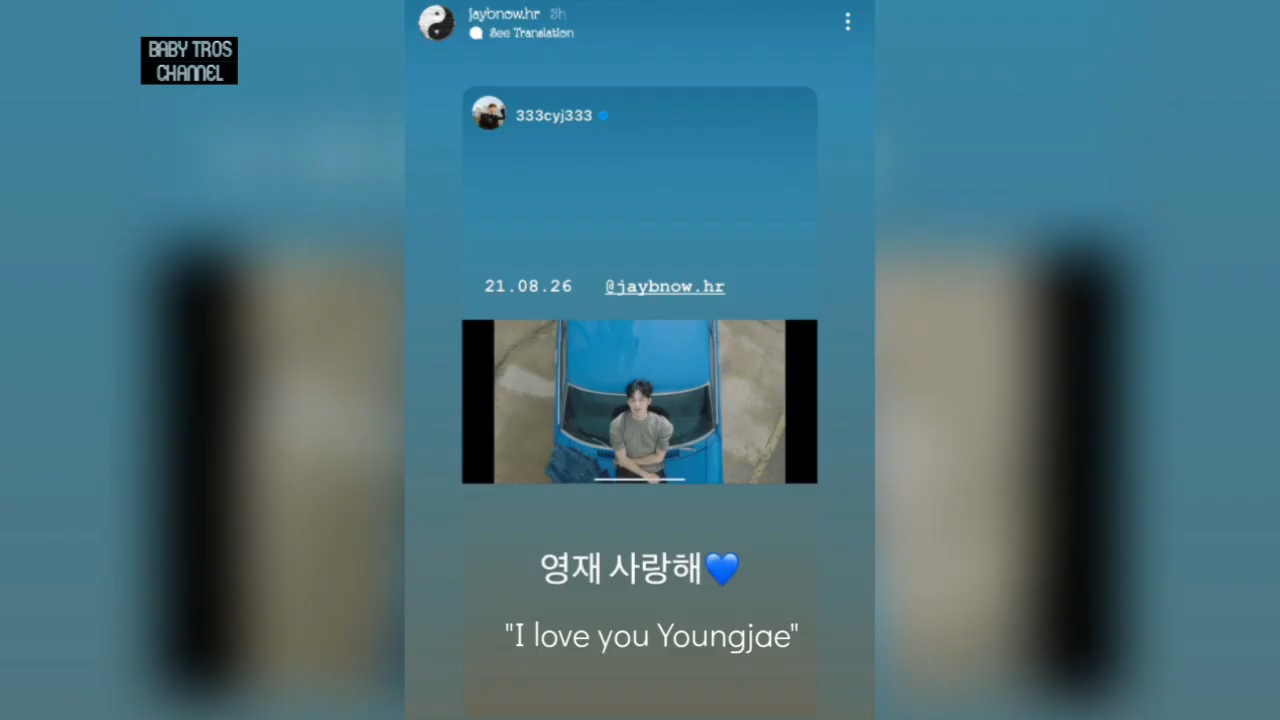 BABY TROS
CHANNEL
jaybnow.hr 3h
See Translation
333cyj333
21.08.26 @jaybnow.hr
영재 사랑해💙
"I love you Youngjae"